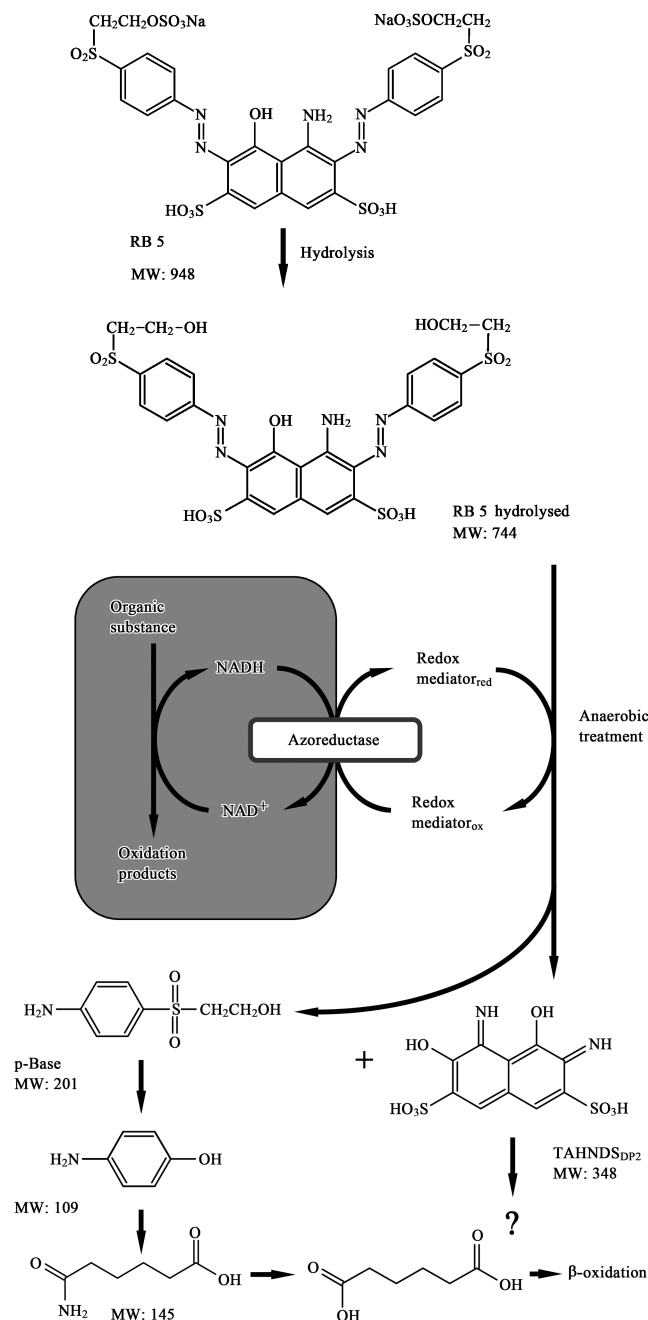 CH₂CH₂OSO₃Na
NaO₃SOCH₂CH₂
SO₂
O₂S
N
N
OH
NH₂
N
N
HO₃S
SO₃H
RB 5
MW: 948
Hydrolysis
CH₂–CH₂–OH
HOCH₂–CH₂
O₂S
SO₂
N
N
OH
NH₂
N
N
HO₃S
SO₃H
RB 5 hydrolysed
MW: 744
Organic
substance
NADH
Redox
mediator_red
Azoreductase
Anaerobic
treatment
NAD⁺
Redox
mediator_ox
Oxidation
products
H₂N
O
S
O
CH₂CH₂OH
p-Base
MW: 201
+
NH
OH
HO
NH
HO₃S
SO₃H
TAHNDS_DP2
MW: 348
H₂N
OH
MW: 109
?
O
NH₂
O
OH
MW: 145
O
OH
O
OH
β-oxidation